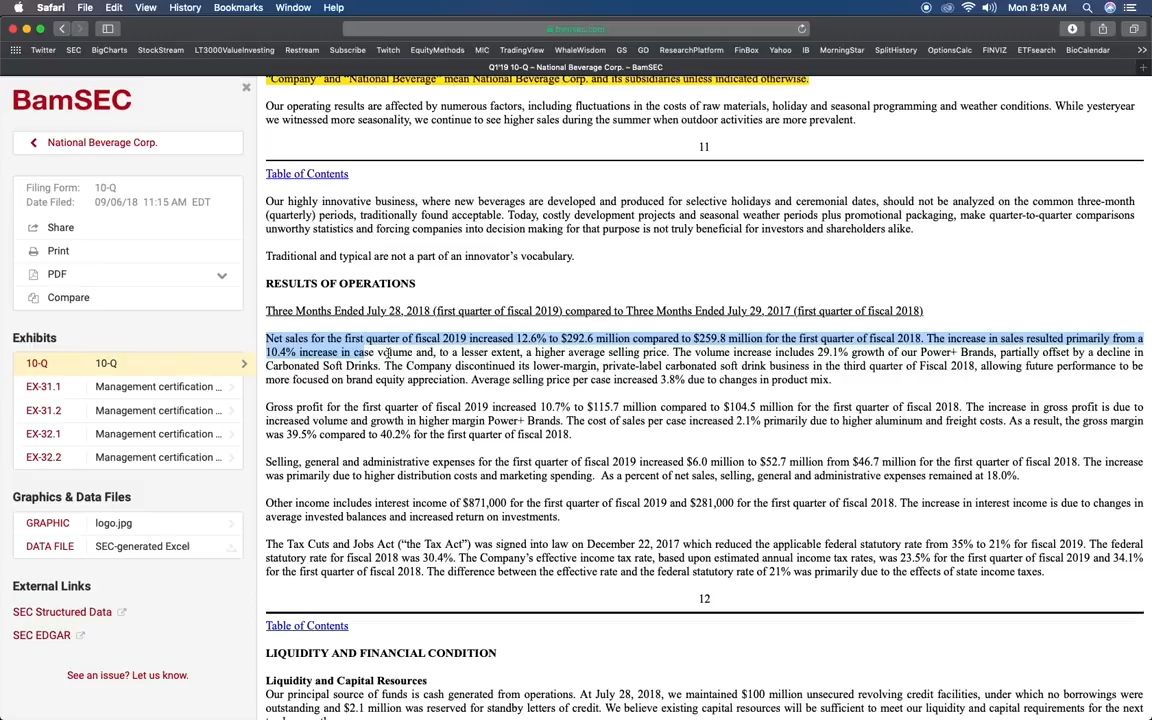 Safari File Edit View History Bookmarks Window Help Mon 8:19 AM
Twitter SEC BigCharts StockStream LT3000ValueInvesting Restream Subscribe Twitch EquityMethods MIC TradingView WhaleWisdom GS GD ResearchPlatform FinBox Yahoo IB MorningStar SplitHistory OptionsCalc FINVIZ ETFsearch BioCalendar
Q1'19 10-Q – National Beverage Corp. – BamSEC
BamSEC
National Beverage Corp.
Filing Form: 10-Q
Date Filed: 09/06/18 11:15 AM EDT
Share
Print
PDF
Compare
Exhibits
10-Q 10-Q
EX-31.1 Management certification ...
EX-31.2 Management certification ...
EX-32.1 Management certification ...
EX-32.2 Management certification ...
Graphics & Data Files
GRAPHIC logo.jpg
DATA FILE SEC-generated Excel
External Links
SEC Structured Data
SEC EDGAR
See an issue? Let us know.
"Company" and "National Beverage" mean National Beverage Corp. and its subsidiaries unless indicated otherwise.
Our operating results are affected by numerous factors, including fluctuations in the costs of raw materials, holiday and seasonal programming and weather conditions. While yesteryear
we witnessed more seasonality, we continue to see higher sales during the summer when outdoor activities are more prevalent.
11
Table of Contents
Our highly innovative business, where new beverages are developed and produced for selective holidays and ceremonial dates, should not be analyzed on the common three-month
(quarterly) periods, traditionally found acceptable. Today, costly development projects and seasonal weather periods plus promotional packaging, make quarter-to-quarter comparisons
unworthy statistics and forcing companies into decision making for that purpose is not truly beneficial for investors and shareholders alike.
Traditional and typical are not a part of an innovator's vocabulary.
RESULTS OF OPERATIONS
Three Months Ended July 28, 2018 (first quarter of fiscal 2019) compared to Three Months Ended July 29, 2017 (first quarter of fiscal 2018)
Net sales for the first quarter of fiscal 2019 increased 12.6% to $292.6 million compared to $259.8 million for the first quarter of fiscal 2018. The increase in sales resulted primarily from a
10.4% increase in case volume and, to a lesser extent, a higher average selling price. The volume increase includes 29.1% growth of our Power+ Brands, partially offset by a decline in
Carbonated Soft Drinks. The Company discontinued its lower-margin, private-label carbonated soft drink business in the third quarter of Fiscal 2018, allowing future performance to be
more focused on brand equity appreciation. Average selling price per case increased 3.8% due to changes in product mix.
Gross profit for the first quarter of fiscal 2019 increased 10.7% to $115.7 million compared to $104.5 million for the first quarter of fiscal 2018. The increase in gross profit is due to
increased volume and growth in higher margin Power+ Brands. The cost of sales per case increased 2.1% primarily due to higher aluminum and freight costs. As a result, the gross margin
was 39.5% compared to 40.2% for the first quarter of fiscal 2018.
Selling, general and administrative expenses for the first quarter of fiscal 2019 increased $6.0 million to $52.7 million from $46.7 million for the first quarter of fiscal 2018. The increase
was primarily due to higher distribution costs and marketing spending. As a percent of net sales, selling, general and administrative expenses remained at 18.0%.
Other income includes interest income of $871,000 for the first quarter of fiscal 2019 and $281,000 for the first quarter of fiscal 2018. The increase in interest income is due to changes in
average invested balances and increased return on investments.
The Tax Cuts and Jobs Act ("the Tax Act") was signed into law on December 22, 2017 which reduced the applicable federal statutory rate from 35% to 21% for fiscal 2019. The federal
statutory rate for fiscal 2018 was 30.4%. The Company's effective income tax rate, based upon estimated annual income tax rates, was 23.5% for the first quarter of fiscal 2019 and 34.1%
for the first quarter of fiscal 2018. The difference between the effective rate and the federal statutory rate of 21% was primarily due to the effects of state income taxes.
12
Table of Contents
LIQUIDITY AND FINANCIAL CONDITION
Liquidity and Capital Resources
Our principal source of funds is cash generated from operations. At July 28, 2018, we maintained $100 million unsecured revolving credit facilities, under which no borrowings were
outstanding and $2.1 million was reserved for standby letters of credit. We believe existing capital resources will be sufficient to meet our liquidity and capital requirements for the next